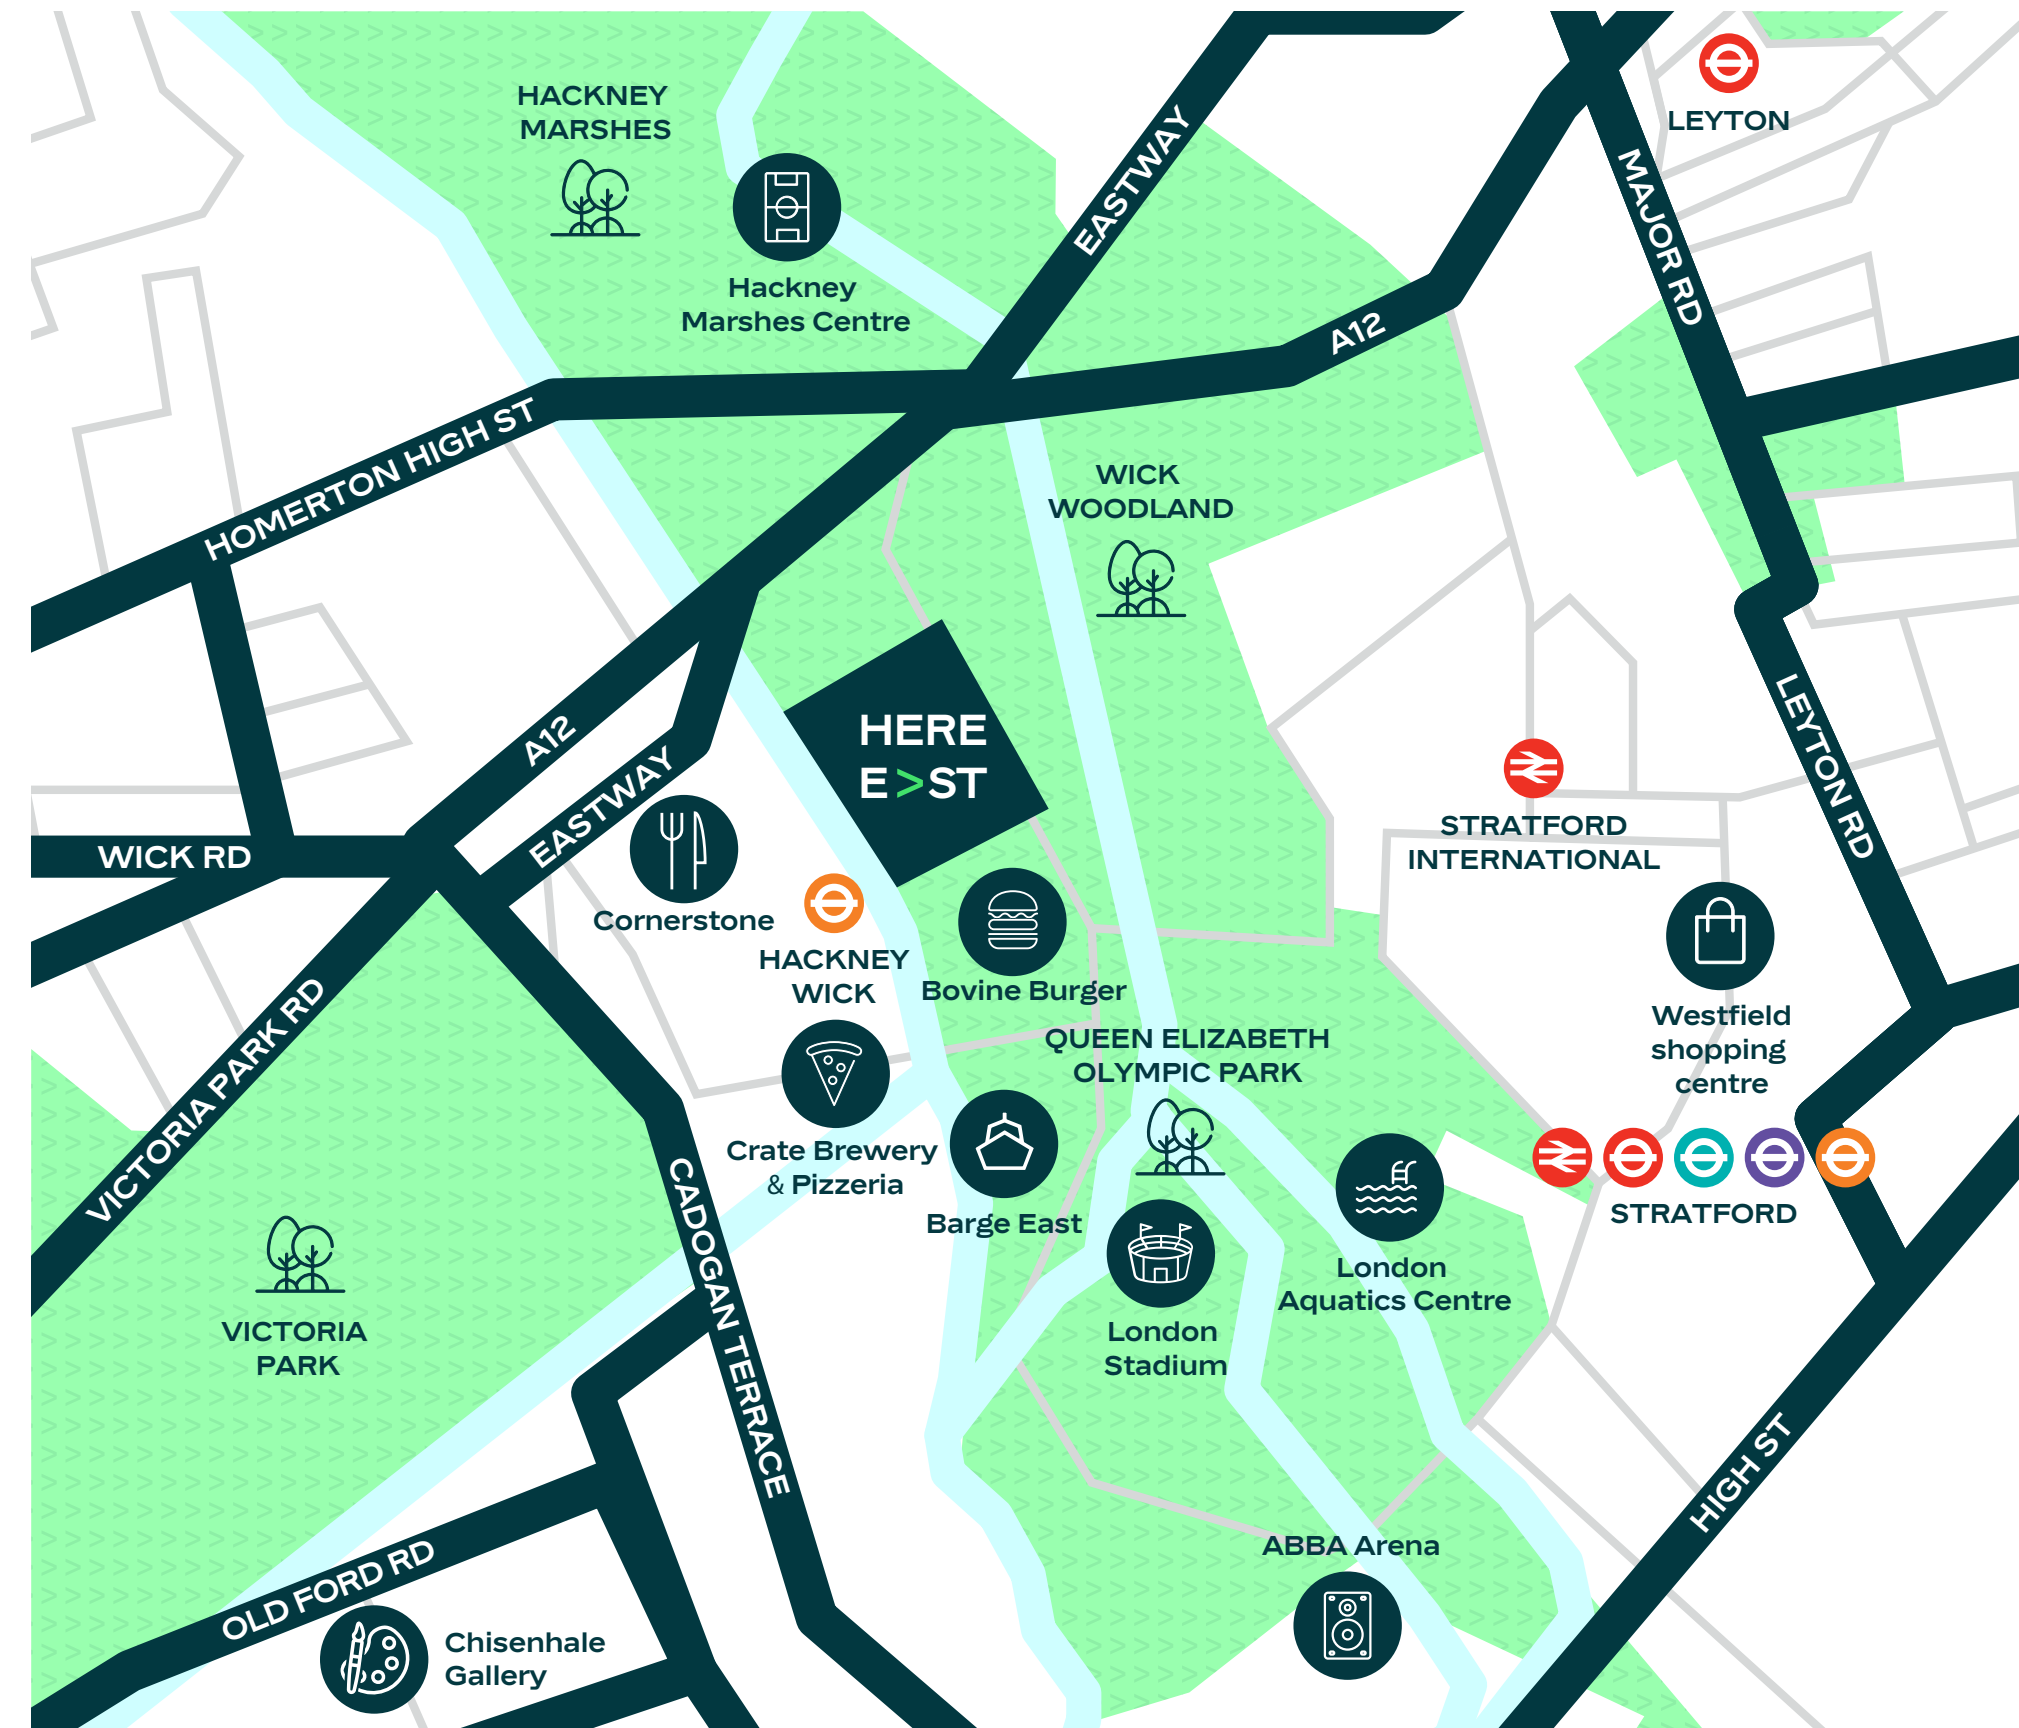 HACKNEY
MARSHES
Hackney
Marshes Centre
EASTWAY
LEYTON
MAJOR RD
A12
HOMERTON HIGH ST
WICK
WOODLAND
HERE
E>ST
A12
EASTWAY
WICK RD
Cornerstone
HACKNEY
WICK
Bovine Burger
STRATFORD
INTERNATIONAL
LEYTON RD
Westfield
shopping
centre
QUEEN ELIZABETH
OLYMPIC PARK
VICTORIA PARK RD
Crate Brewery
& Pizzeria
Barge East
CADOGAN TERRACE
STRATFORD
London
Aquatics Centre
London
Stadium
VICTORIA
PARK
HIGH ST
ABBA Arena
OLD FORD RD
Chisenhale
Gallery